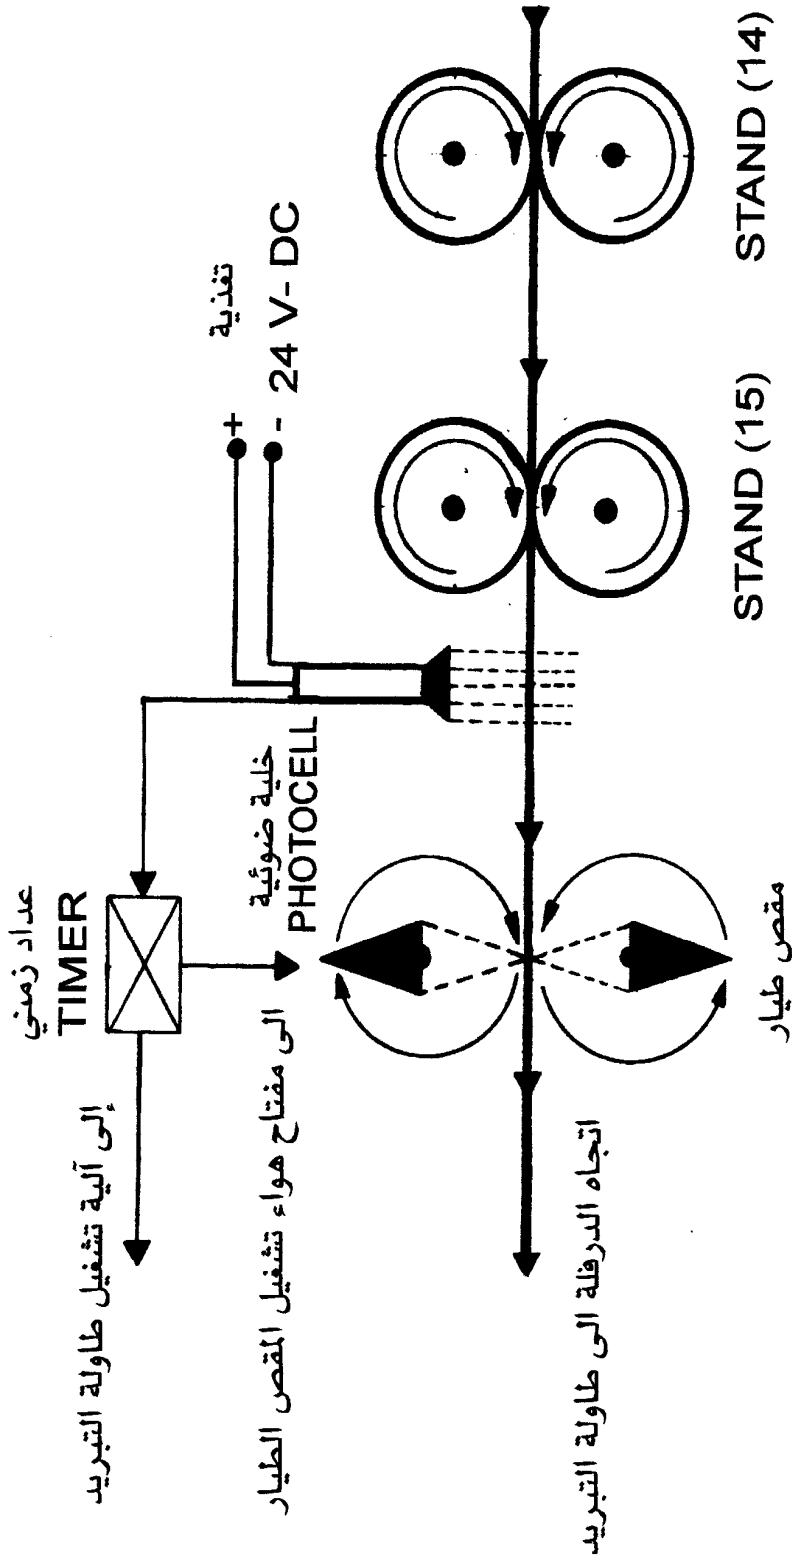 عداد زمني
TIMER
إلى آلية تشغيل طاولة التبريد
الى مفتاح هواء تشغيل المقص الطيار
خلية ضوئية
PHOTOCELL
تغذية
+
- 24 V- DC
اتجاه الدرفلة الى طاولة التبريد
مقص طيار
STAND (15)
STAND (14)